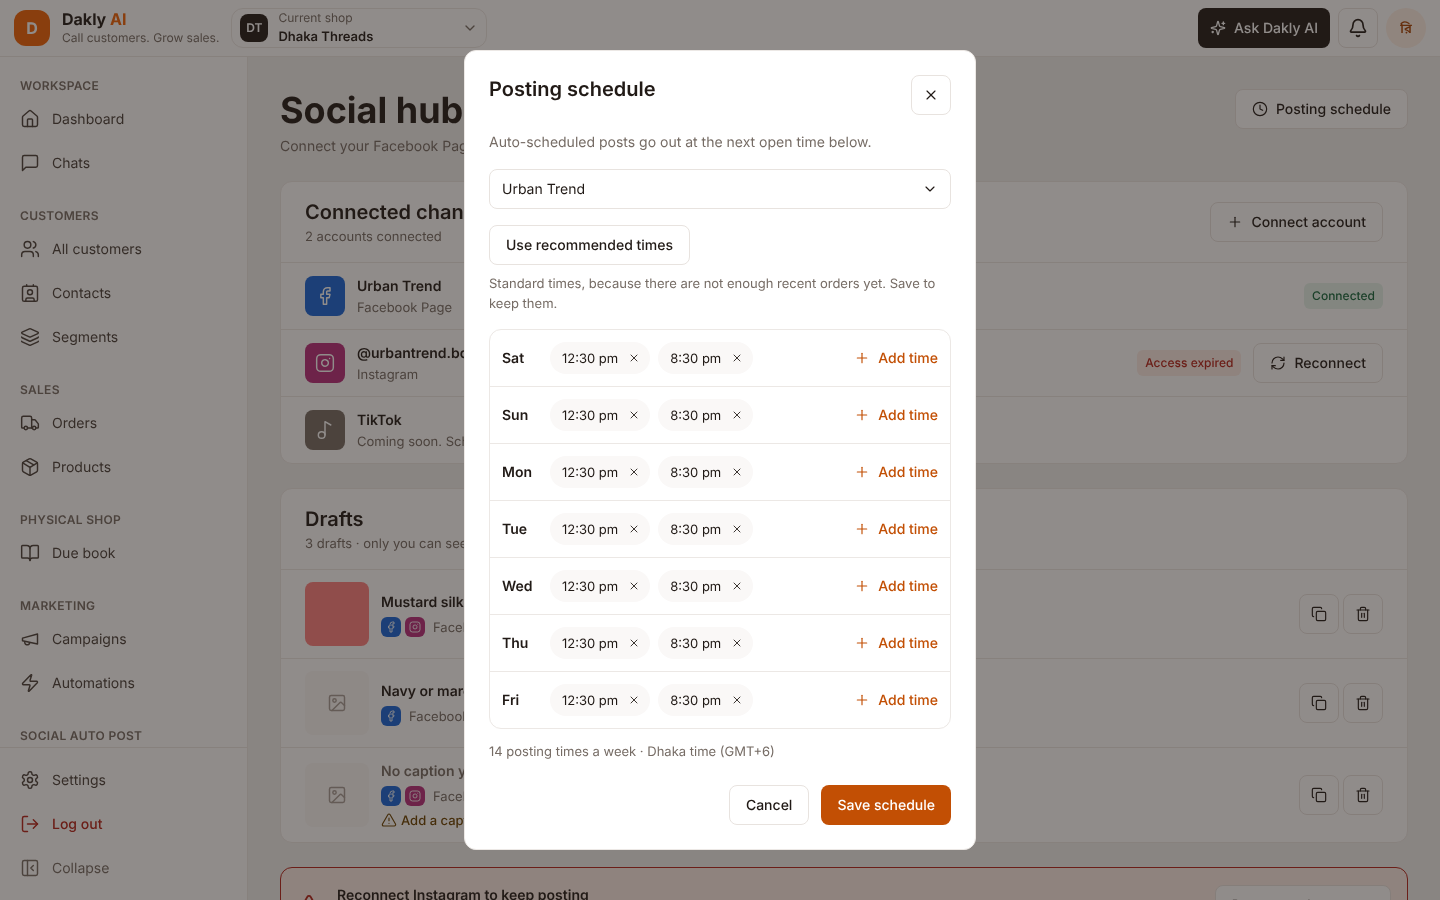 D
Dakly AI
Call customers. Grow sales.
DT
Current shop
Dhaka Threads
Ask Dakly AI
রি
WORKSPACE
Dashboard
Chats
CUSTOMERS
All customers
Contacts
Segments
SALES
Orders
Products
PHYSICAL SHOP
Due book
MARKETING
Campaigns
Automations
SOCIAL AUTO POST
Settings
Log out
Collapse
Social hub
Connect your Facebook Pag
Posting schedule
Connected chan
2 accounts connected
Connect account
Urban Trend
Facebook Page
Connected
@urbantrend.bd
Instagram
Access expired
Reconnect
TikTok
Coming soon. Sch
Drafts
3 drafts · only you can see
Mustard silk
Face
Navy or mar
Facebook
No caption y
Face
Add a cap
Reconnect Instagram to keep posting
Posting schedule
Auto-scheduled posts go out at the next open time below.
Urban Trend
Use recommended times
Standard times, because there are not enough recent orders yet. Save to
keep them.
Sat 12:30 pm 8:30 pm Add time
Sun 12:30 pm 8:30 pm Add time
Mon 12:30 pm 8:30 pm Add time
Tue 12:30 pm 8:30 pm Add time
Wed 12:30 pm 8:30 pm Add time
Thu 12:30 pm 8:30 pm Add time
Fri 12:30 pm 8:30 pm Add time
14 posting times a week · Dhaka time (GMT+6)
Cancel
Save schedule